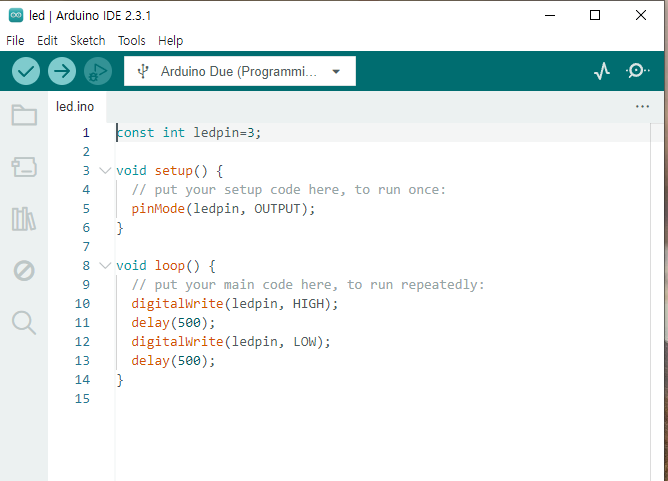 led | Arduino IDE 2.3.1
File Edit Sketch Tools Help
Arduino Due (Programmi...
led.ino
1 const int ledpin=3;
2
3 void setup() {
4 // put your setup code here, to run once:
5 pinMode(ledpin, OUTPUT);
6 }
7
8 void loop() {
9 // put your main code here, to run repeatedly:
10 digitalWrite(ledpin, HIGH);
11 delay(500);
12 digitalWrite(ledpin, LOW);
13 delay(500);
14 }
15